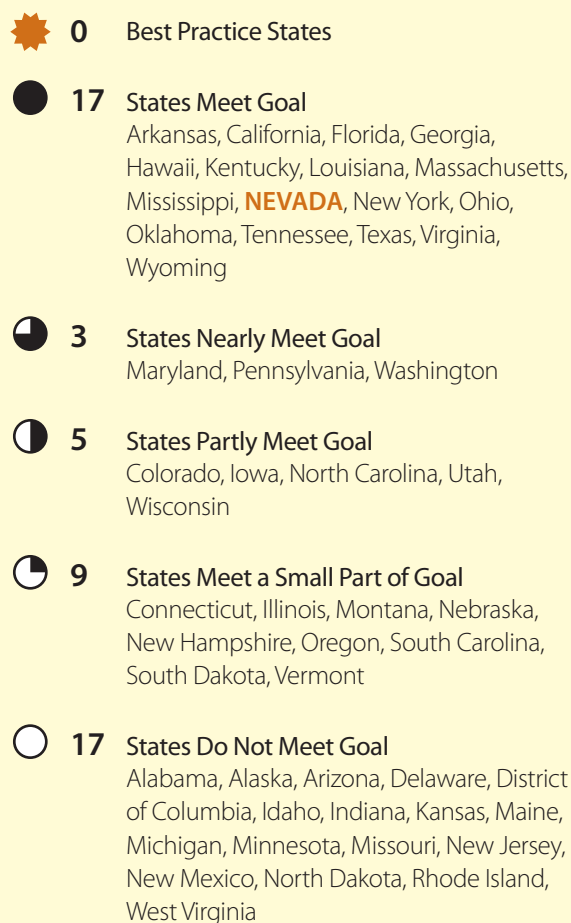 0 Best Practice States
17 States Meet Goal
Arkansas, California, Florida, Georgia,
Hawaii, Kentucky, Louisiana, Massachusetts,
Mississippi, NEVADA, New York, Ohio,
Oklahoma, Tennessee, Texas, Virginia,
Wyoming
3 States Nearly Meet Goal
Maryland, Pennsylvania, Washington
5 States Partly Meet Goal
Colorado, Iowa, North Carolina, Utah,
Wisconsin
9 States Meet a Small Part of Goal
Connecticut, Illinois, Montana, Nebraska,
New Hampshire, Oregon, South Carolina,
South Dakota, Vermont
17 States Do Not Meet Goal
Alabama, Alaska, Arizona, Delaware, District
of Columbia, Idaho, Indiana, Kansas, Maine,
Michigan, Minnesota, Missouri, New Jersey,
New Mexico, North Dakota, Rhode Island,
West Virginia